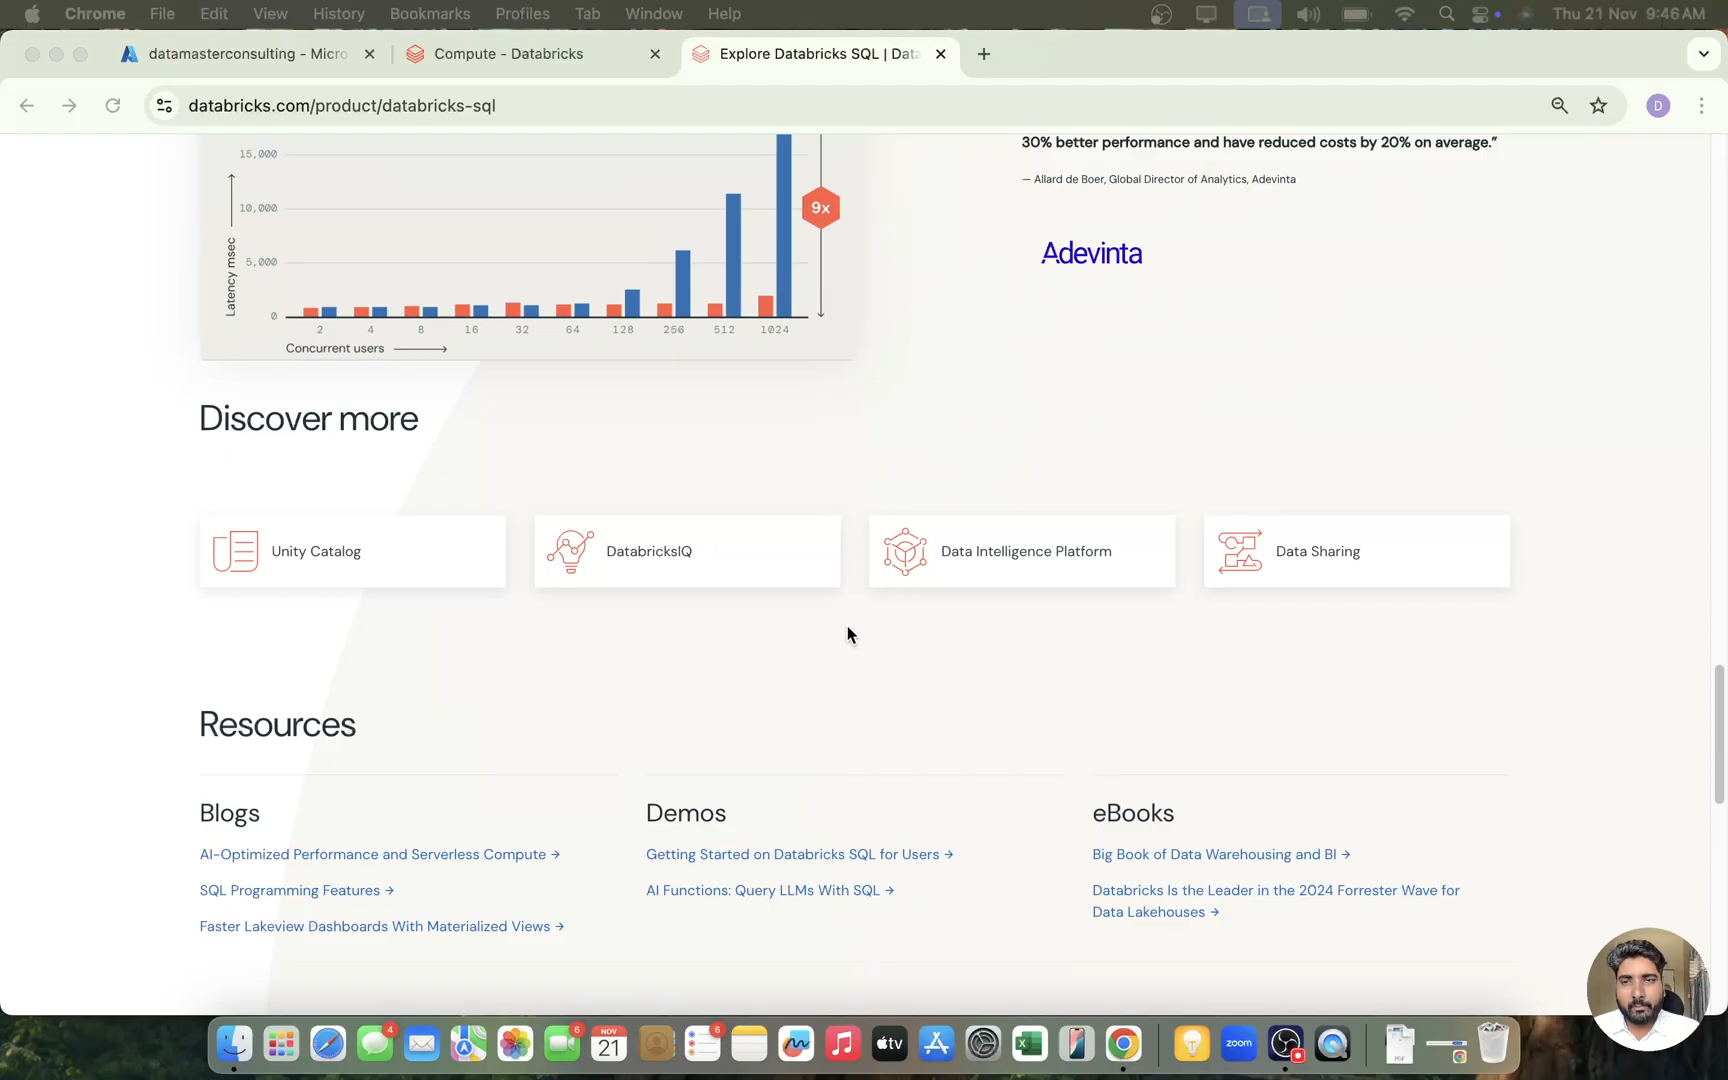 Chrome File Edit View History Bookmarks Profiles Tab Window Help Thu 21 Nov 9:46 AM
datamasterconsulting - Micro Compute - Databricks Explore Databricks SQL | Data
databricks.com/product/databricks-sql D
15,000
10,000
5,000
0
Latency msec
9x
2 4 8 16 32 64 128 256 512 1024
Concurrent users
30% better performance and have reduced costs by 20% on average.”
— Allard de Boer, Global Director of Analytics, Adevinta
Adevinta
Discover more
Unity Catalog
DatabricksIQ
Data Intelligence Platform
Data Sharing
Resources
Blogs
AI-Optimized Performance and Serverless Compute →
SQL Programming Features →
Faster Lakeview Dashboards With Materialized Views →
Demos
Getting Started on Databricks SQL for Users →
AI Functions: Query LLMs With SQL →
eBooks
Big Book of Data Warehousing and BI →
Databricks Is the Leader in the 2024 Forrester Wave for
Data Lakehouses →
4 6 NOV 21 6 tv zoom PDF